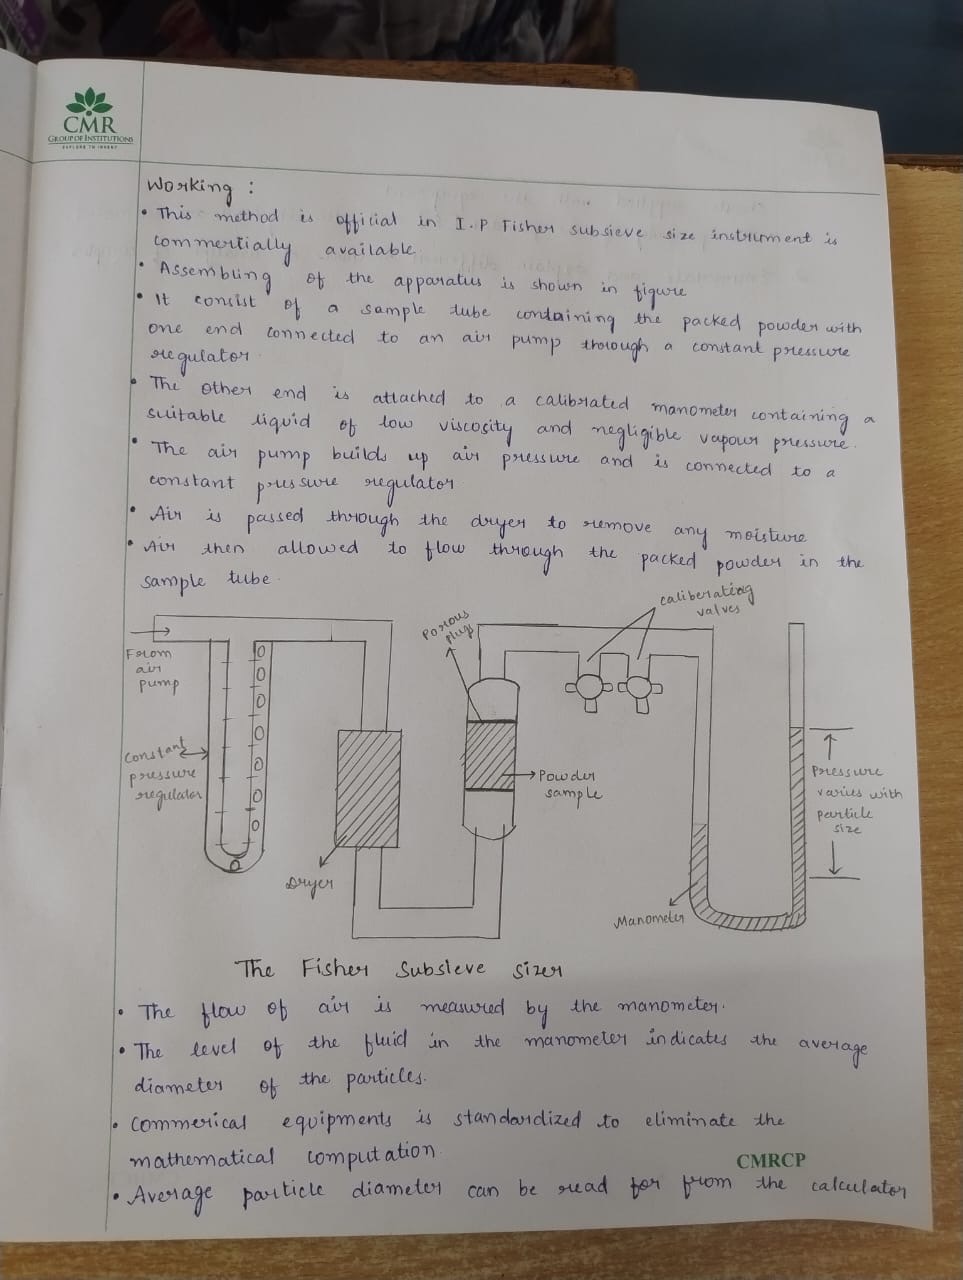 CMR
GROUP OF INSTITUTIONS
EXPLORE TO INVENT
Working :
• This method is official in I.P Fisher subsieve size instrument is
commertially available.
• Assembling of the apparatus is shown in figure
• It consist of a sample tube containing the packed powder with
one end connected to an air pump through a constant pressure
regulator.
• The other end is attached to a calibrated manometer containing a
suitable liquid of low viscosity and negligible vapour pressure.
• The air pump builds up air pressure and is connected to a
constant pressure regulator
• Air is passed through the dryer to remove any moisture
• Air then allowed to flow through the packed powder in the
sample tube.
From
air
pump
Constant
pressure
regulator
Dryer
Porous
plug
Powder
sample
caliberating
valves
Manometer
Pressure
varies with
particle
size
The Fisher Subsieve sizer
• The flow of air is measured by the manometer.
• The level of the fluid in the manometer indicates the average
diameter of the particles.
• Commerical equipments is standardized to eliminate the
mathematical computation
CMRCP
• Average particle diameter can be read for from the calculator